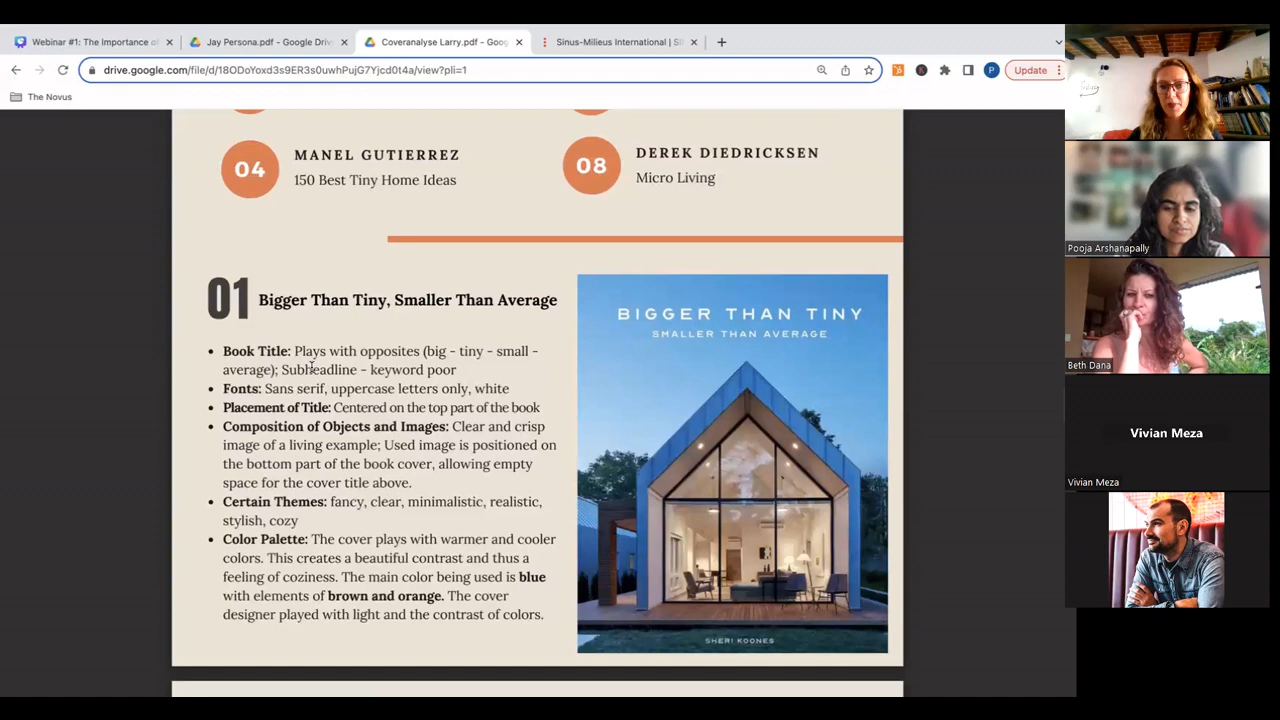 Webinar #1: The Importance of
Jay Persona.pdf - Google Driv
Coveranalyse Larry.pdf - Goog
Sinus-Milieus International | SI
drive.google.com/file/d/18ODoYoxd3s9ER3s0uwhPujG7Yjcd0t4a/view?pli=1
P
Update
The Novus
04
MANEL GUTIERREZ
150 Best Tiny Home Ideas
08
DEREK DIEDRICKSEN
Micro Living
01 Bigger Than Tiny, Smaller Than Average
• Book Title: Plays with opposites (big - tiny - small -
average); Subheadline - keyword poor
• Fonts: Sans serif, uppercase letters only, white
• Placement of Title: Centered on the top part of the book
• Composition of Objects and Images: Clear and crisp
image of a living example; Used image is positioned on
the bottom part of the book cover, allowing empty
space for the cover title above.
• Certain Themes: fancy, clear, minimalistic, realistic,
stylish, cozy
• Color Palette: The cover plays with warmer and cooler
colors. This creates a beautiful contrast and thus a
feeling of coziness. The main color being used is blue
with elements of brown and orange. The cover
designer played with light and the contrast of colors.
BIGGER THAN TINY
SMALLER THAN AVERAGE
SHERI KOONES
Pooja Arshanapally
Beth Dana
Vivian Meza
Vivian Meza